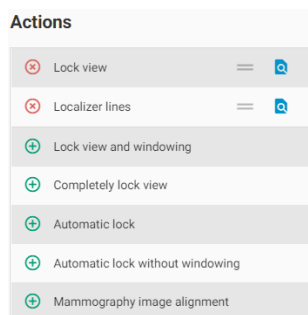 Actions
Lock view
Localizer lines
Lock view and windowing
Completely lock view
Automatic lock
Automatic lock without windowing
Mammography image alignment